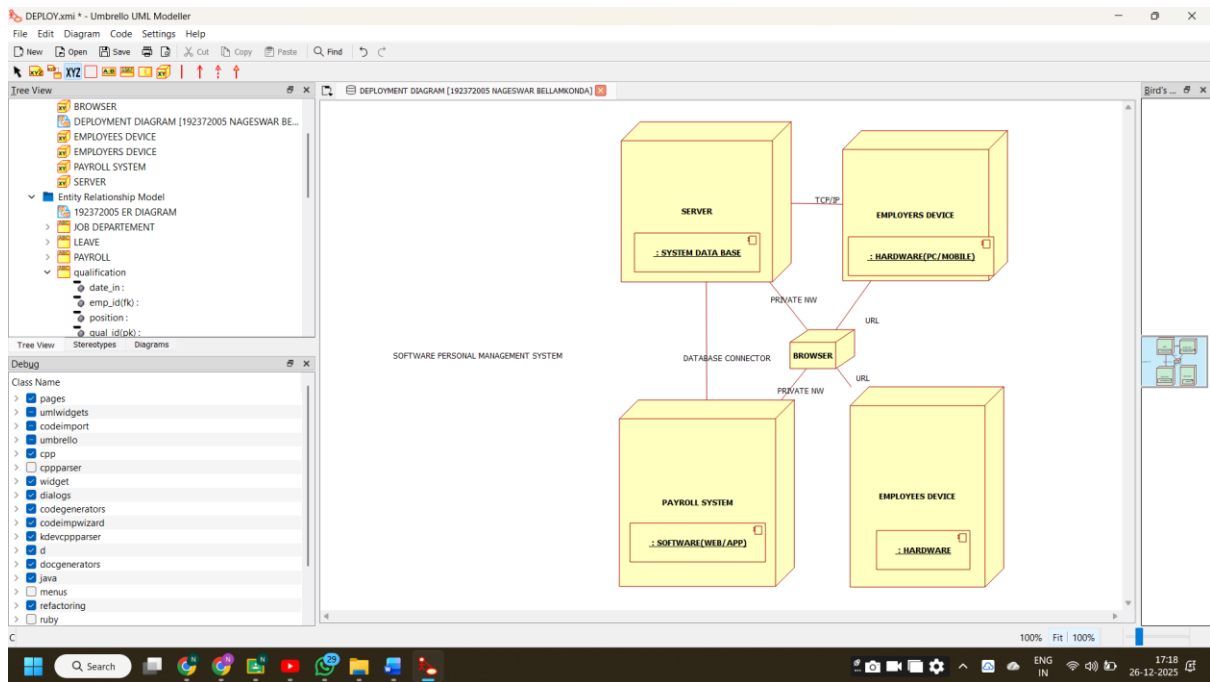 DEPLOY.xmi * - Umbrello UML Modeller
File Edit Diagram Code Settings Help
New Open Save Cut Copy Paste Find
XYZ
Tree View
BROWSER
DEPLOYMENT DIAGRAM [192372005 NAGESWAR BE...
EMPLOYEES DEVICE
EMPLOYERS DEVICE
PAYROLL SYSTEM
SERVER
Entity Relationship Model
192372005 ER DIAGRAM
JOB DEPARTEMENT
LEAVE
PAYROLL
qualification
date_in :
emp_id(fk) :
position :
qual_id(pk) :
Tree View Stereotypes Diagrams
Debug
Class Name
pages
umlwidgets
codeimport
umbrello
cpp
cppparser
widget
dialogs
codegenerators
codeimpwizard
kdevcppparser
d
docgenerators
java
menus
refactoring
ruby
DEPLOYMENT DIAGRAM [192372005 NAGESWAR BELLAMKONDA]
SERVER
: SYSTEM DATA BASE
TCP/IP
EMPLOYERS DEVICE
: HARDWARE(PC/MOBILE)
PRIVATE NW
URL
SOFTWARE PERSONAL MANAGEMENT SYSTEM
DATABASE CONNECTOR
BROWSER
URL
PRIVATE NW
PAYROLL SYSTEM
: SOFTWARE(WEB/APP)
EMPLOYEES DEVICE
: HARDWARE
Bird's ...
C
100% Fit 100%
Search
29
ENG
IN
17:18
26-12-2025